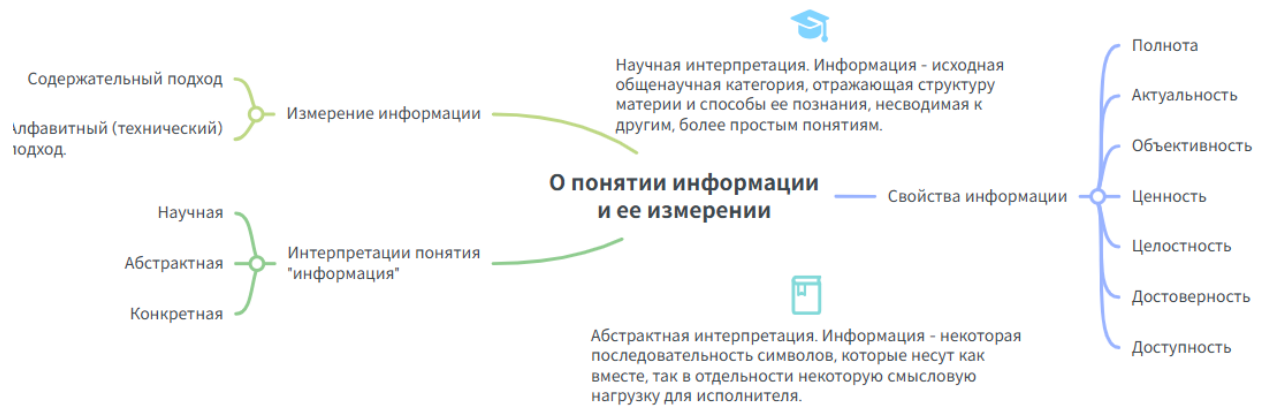 Содержательный подход
Алфавитный (технический)
подход.
Измерение информации
Научная
Абстрактная
Конкретная
Интерпретации понятия
"информация"
Научная интерпретация. Информация - исходная
общенаучная категория, отражающая структуру
материи и способы ее познания, несводимая к
другим, более простым понятиям.
О понятии информации
и ее измерении
Абстрактная интерпретация. Информация - некоторая
последовательность символов, которые несут как
вместе, так в отдельности некоторую смысловую
нагрузку для исполнителя.
Свойства информации
Полнота
Актуальность
Объективность
Ценность
Целостность
Достоверность
Доступность